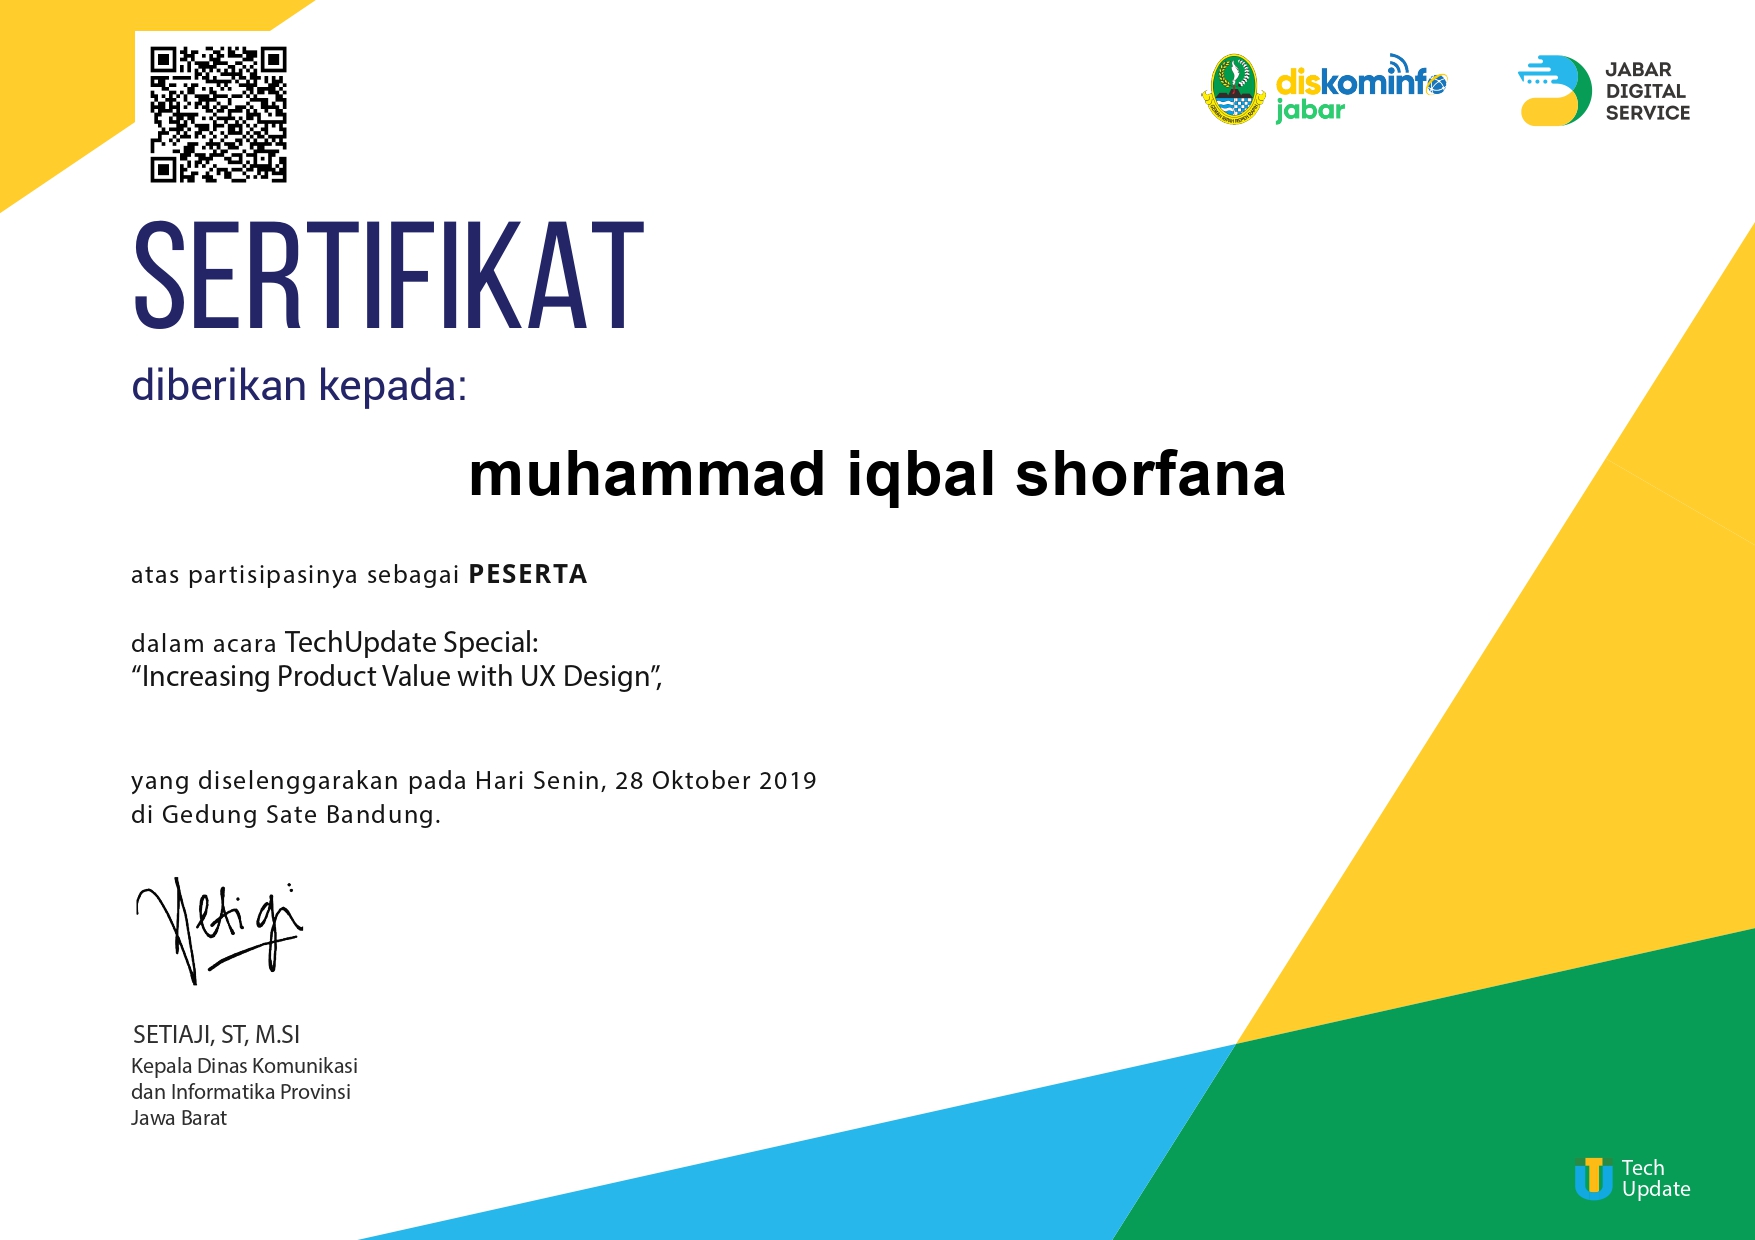 diskominfo
jabar
JABAR
DIGITAL
SERVICE
SERTIFIKAT
diberikan kepada:
muhammad iqbal shorfana
atas partisipasinya sebagai PESERTA
dalam acara TechUpdate Special:
“Increasing Product Value with UX Design”,
yang diselenggarakan pada Hari Senin, 28 Oktober 2019
di Gedung Sate Bandung.
SETIAJI, ST, M.SI
Kepala Dinas Komunikasi
dan Informatika Provinsi
Jawa Barat
Tech
Update